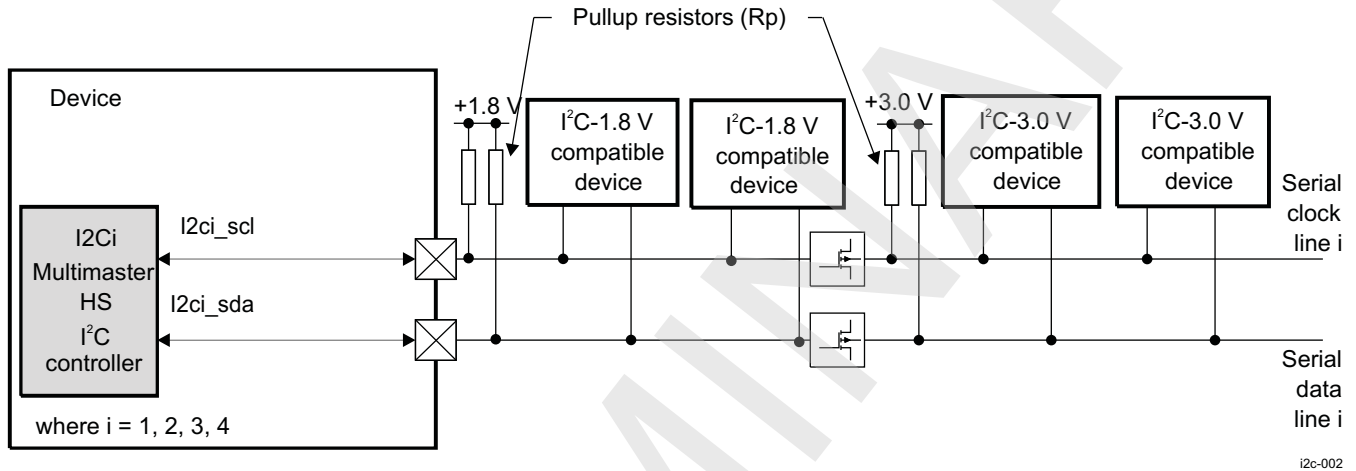 Pullup resistors (Rp)
Device
+1.8 V
I²C-1.8 V
compatible
device
I²C-1.8 V
compatible
device
+3.0 V
I²C-3.0 V
compatible
device
I²C-3.0 V
compatible
device
Serial
clock
line i
I2Ci
Multimaster
HS
I²C
controller
I2ci_scl
I2ci_sda
Serial
data
line i
where i = 1, 2, 3, 4
i2c-002